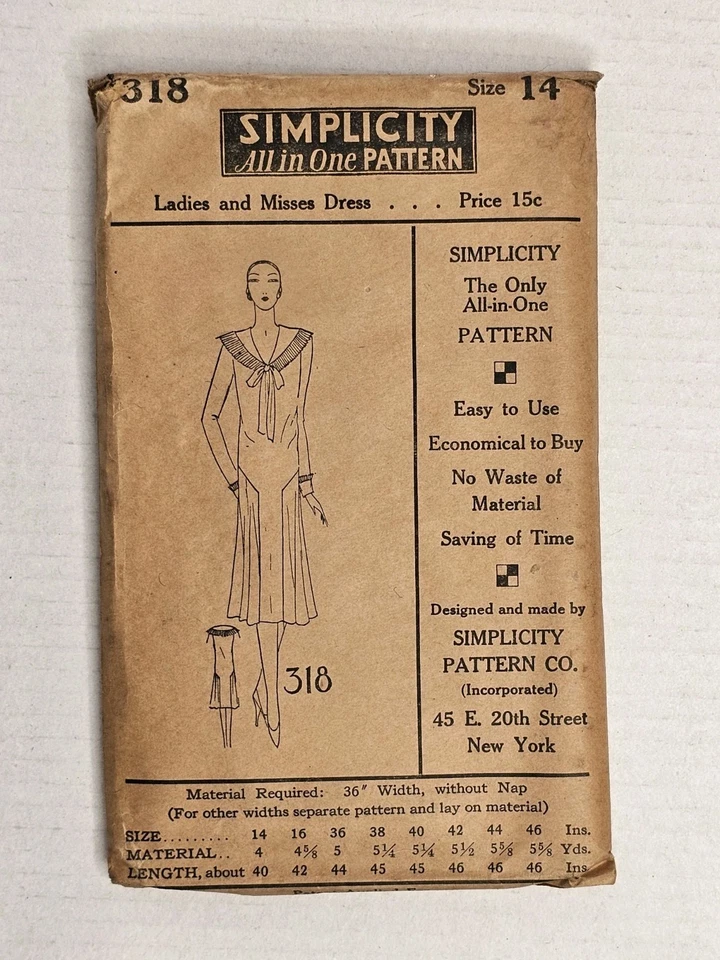 318 Size 14
SIMPLICITY
All in One PATTERN
Ladies and Misses Dress . . . Price 15c
SIMPLICITY
The Only
All-in-One
PATTERN
Easy to Use
Economical to Buy
No Waste of
Material
Saving of Time
Designed and made by
SIMPLICITY
PATTERN CO.
(Incorporated)
45 E. 20th Street
New York
318
Material Required: 36" Width, without Nap
(For other widths separate pattern and lay on material)
SIZE......... 14 16 36 38 40 42 44 46 Ins.
MATERIAL.. 4 4⅝ 5 5¼ 5¼ 5½ 5⅝ 5⅝ Yds.
LENGTH, about 40 42 44 45 45 46 46 46 Ins